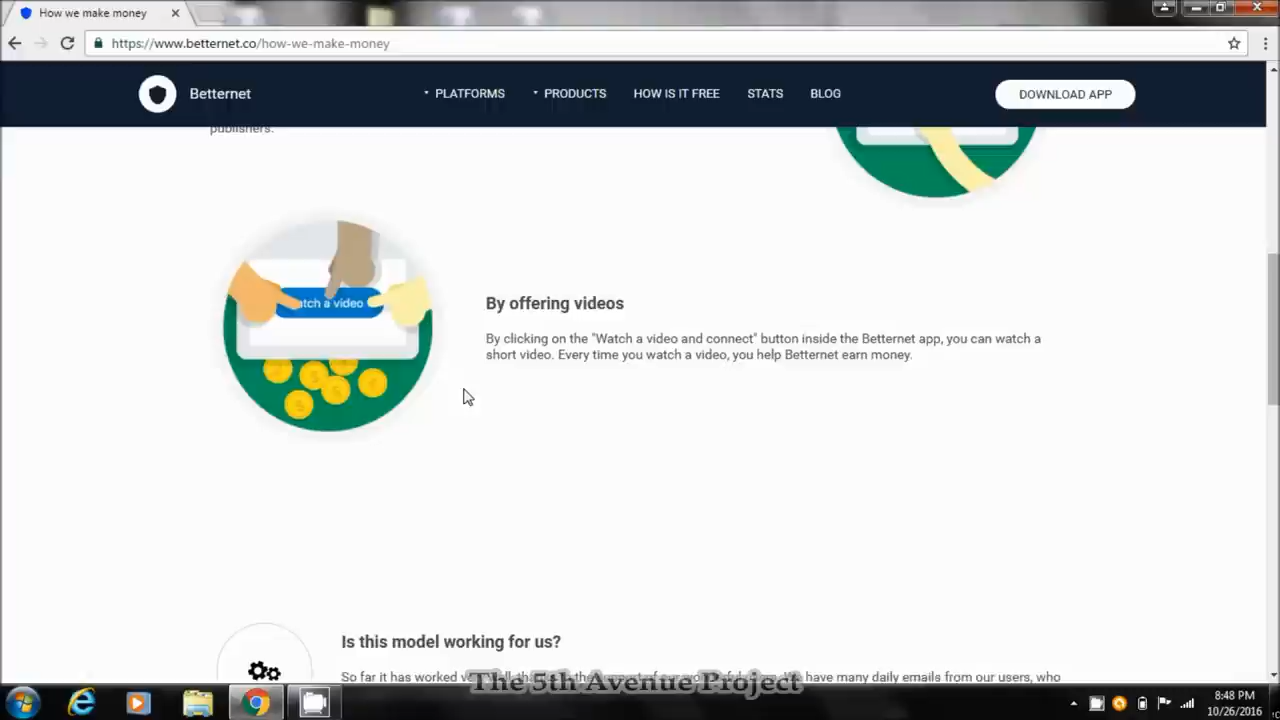 How we make money
https://www.betternet.co/how-we-make-money
Betternet
PLATFORMS
PRODUCTS
HOW IS IT FREE
STATS
BLOG
DOWNLOAD APP
publishers.
atch a video
By offering videos
By clicking on the "Watch a video and connect" button inside the Betternet app, you can watch a
short video. Every time you watch a video, you help Betternet earn money.
Is this model working for us?
So far it has worked have many daily emails from our users, who
The 5th Avenue Project
8:48 PM
10/26/2016